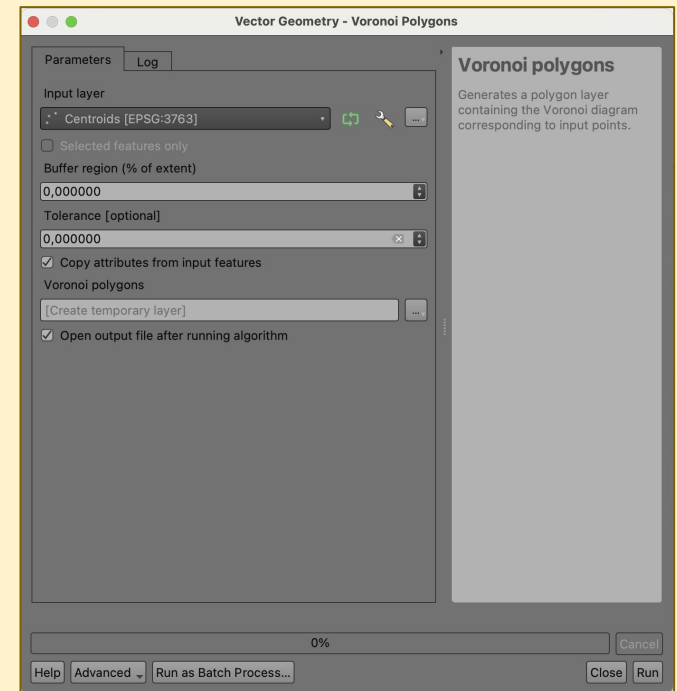 Vector Geometry - Voronoi Polygons
Parameters
Log
Input layer
Centroids [EPSG:3763]
...
Selected features only
Buffer region (% of extent)
0,000000
Tolerance [optional]
0,000000
Copy attributes from input features
Voronoi polygons
[Create temporary layer]
...
Open output file after running algorithm
Voronoi polygons
Generates a polygon layer
containing the Voronoi diagram
corresponding to input points.
0%
Cancel
Help
Advanced
Run as Batch Process...
Close
Run